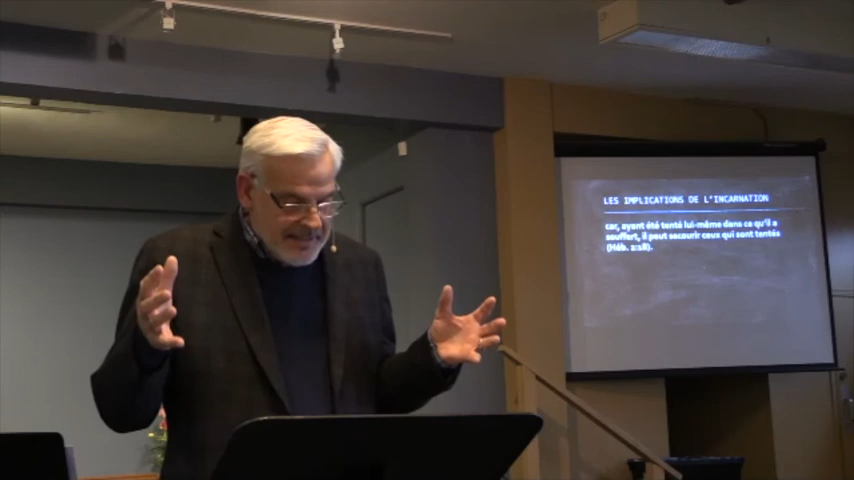 LES IMPLICATIONS DE L'INCARNATION
car, ayant été tenté lui-même dans ce qu'il a
souffert, il peut secourir ceux qui sont tentés
(Héb. 2:18).